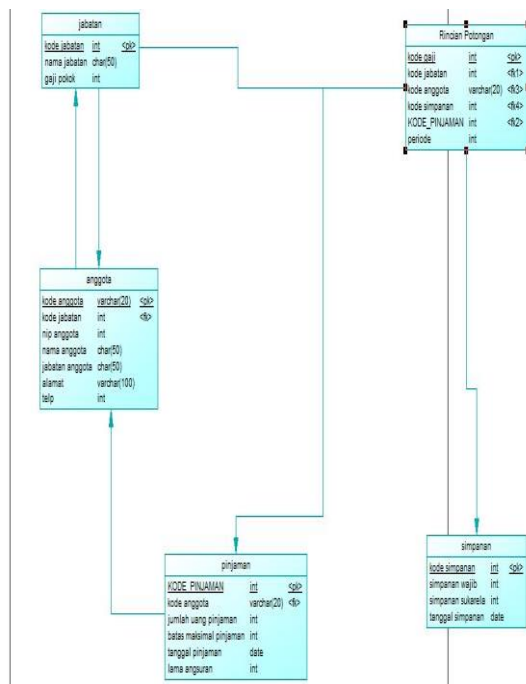 jabatan
kode jabatan int <pk>
nama jabatan char(50)
gaji pokok int
Rincian Potongan
kode gaji int <pk>
kode jabatan int <fk1>
kode anggota varchar(20) <fk3>
kode simpanan int <fk4>
KODE_PINJAMAN int <fk2>
periode int
anggota
kode anggota varchar(20) <pk>
kode jabatan int <fk>
nip anggota int
nama anggota char(50)
jabatan anggota char(50)
alamat varchar(100)
telp int
pinjaman
KODE_PINJAMAN int <pk>
kode anggota varchar(20) <fk>
jumlah uang pinjaman int
batas maksimal pinjaman int
tanggal pinjaman date
lama angsuran int
simpanan
kode simpanan int <pk>
simpanan wajib int
simpanan sukarela int
tanggal simpanan date